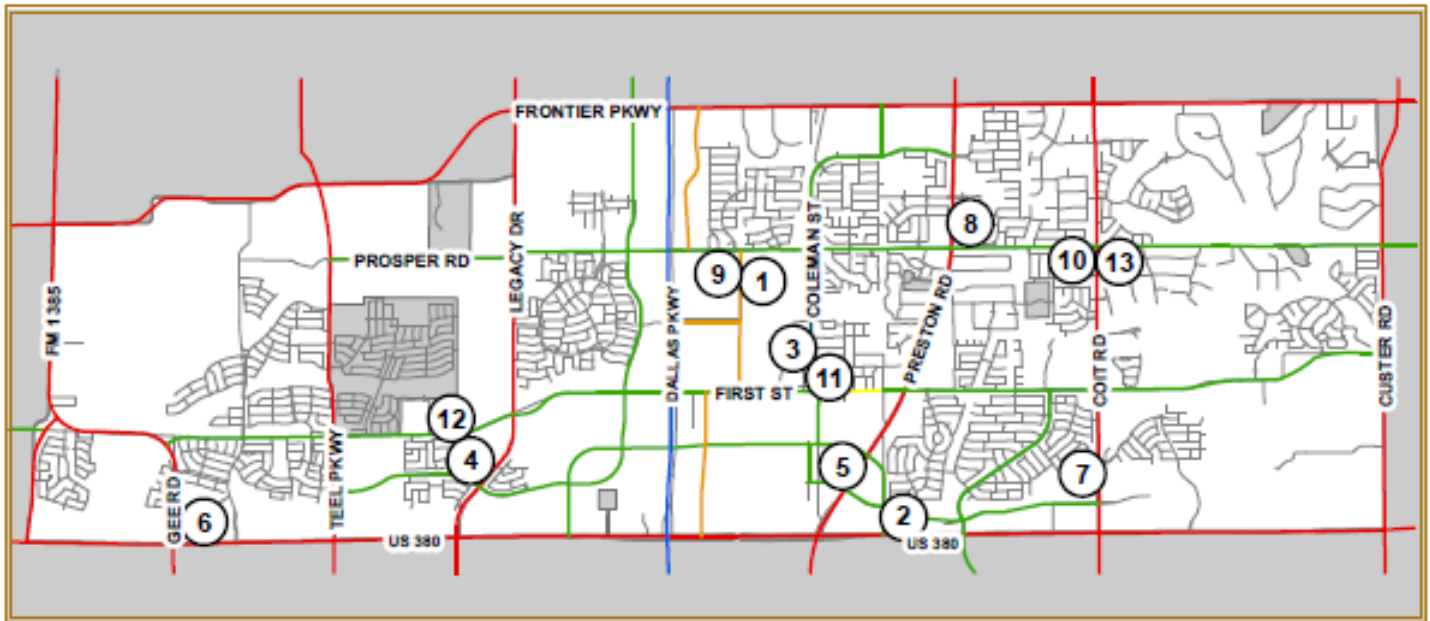 FRONTIER PKWY
8
COLEMAN ST
LEGACY DR
PROSPER RD
9
1
10
13
FM 1385
DALLAS PKWY
PRESTON RD
COIT RD
CUSTER RD
3
11
FIRST ST
12
4
5
7
TEEL PKWY
GEE RD
6
2
US 380
US 380